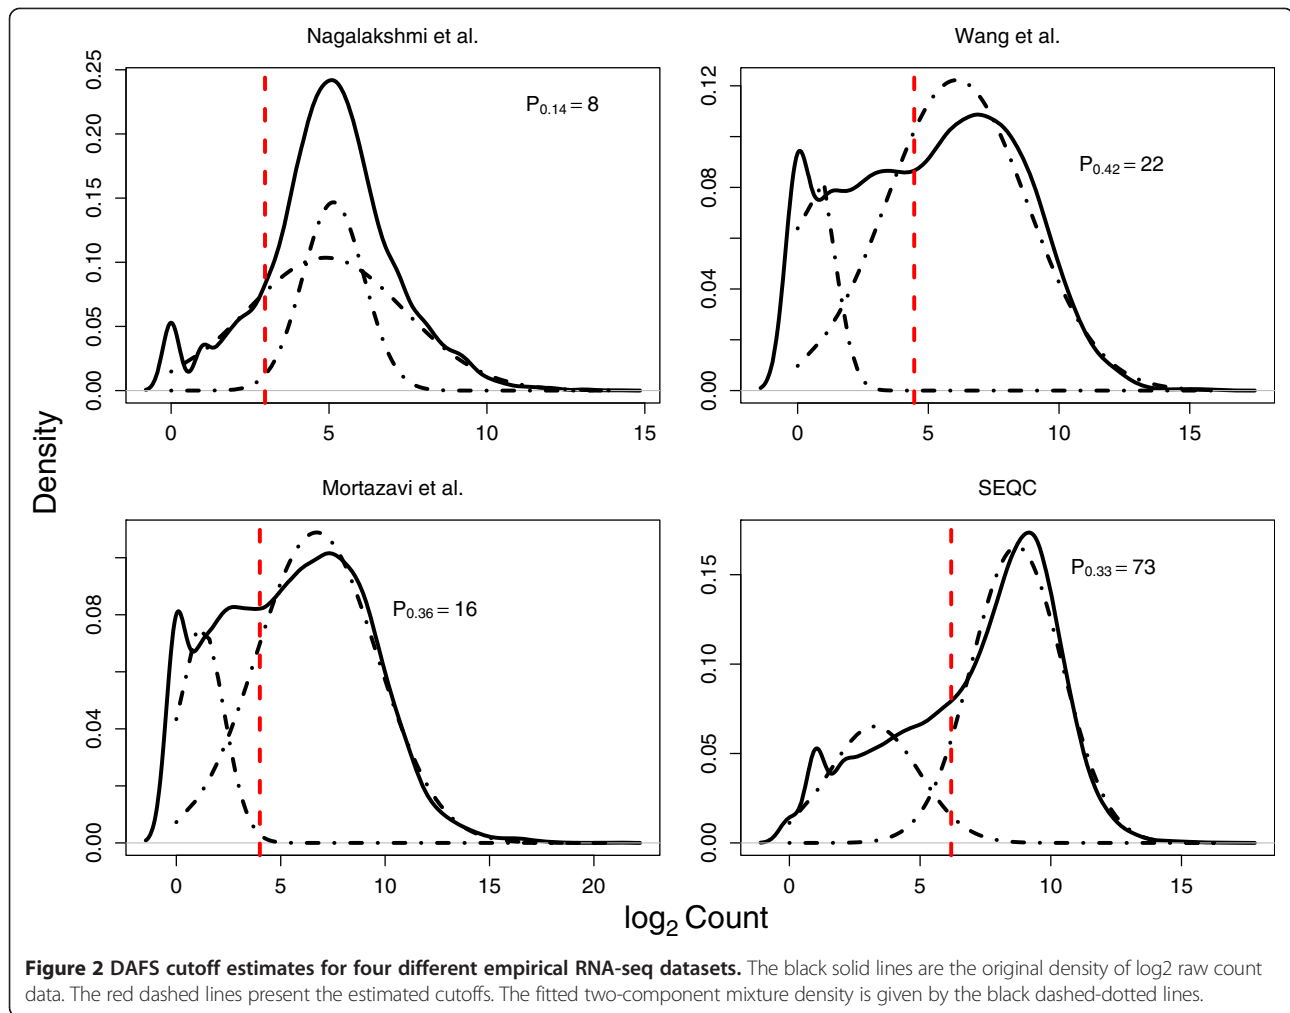 Nagalakshmi et al.
0.00 0.05 0.10 0.15 0.20 0.25
P0.14 = 8
0 5 10 15
Wang et al.
0.00 0.04 0.08 0.12
P0.42 = 22
0 5 10 15
Density
Mortazavi et al.
0.00 0.04 0.08
P0.36 = 16
0 5 10 15 20
SEQC
0.00 0.05 0.10 0.15
P0.33 = 73
0 5 10 15
log2 Count
Figure 2 DAFS cutoff estimates for four different empirical RNA-seq datasets. The black solid lines are the original density of log2 raw count
data. The red dashed lines present the estimated cutoffs. The fitted two-component mixture density is given by the black dashed-dotted lines.